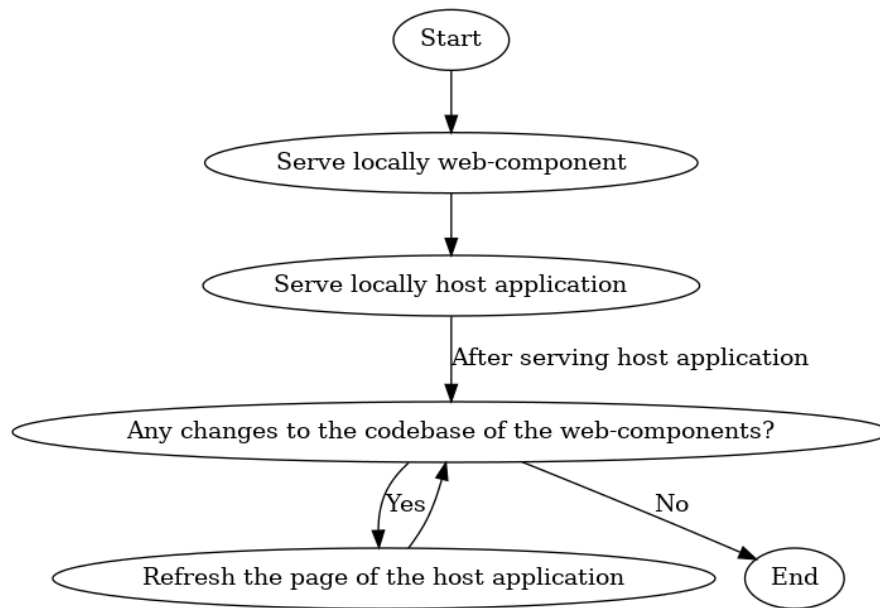 Start
Serve locally web-component
Serve locally host application
After serving host application
Any changes to the codebase of the web-components?
Yes
No
Refresh the page of the host application
End